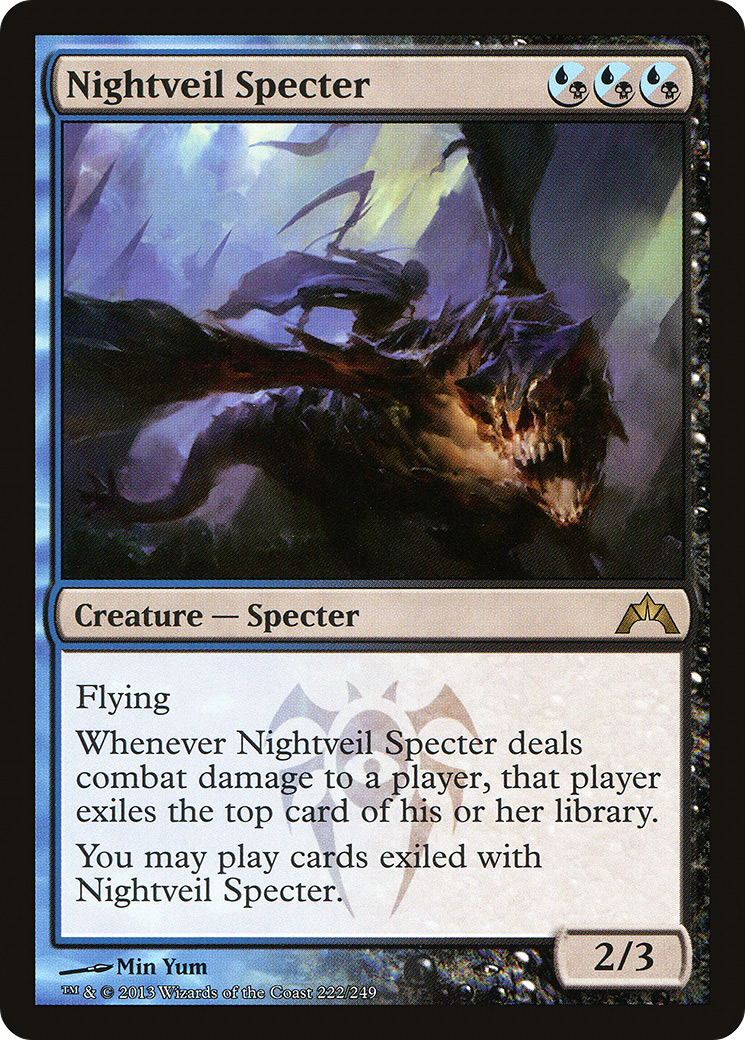 Nightveil Specter
Creature — Specter
Flying
Whenever Nightveil Specter deals
combat damage to a player, that player
exiles the top card of his or her library.
You may play cards exiled with
Nightveil Specter.
2/3
Min Yum
™ & © 2013 Wizards of the Coast 222/249